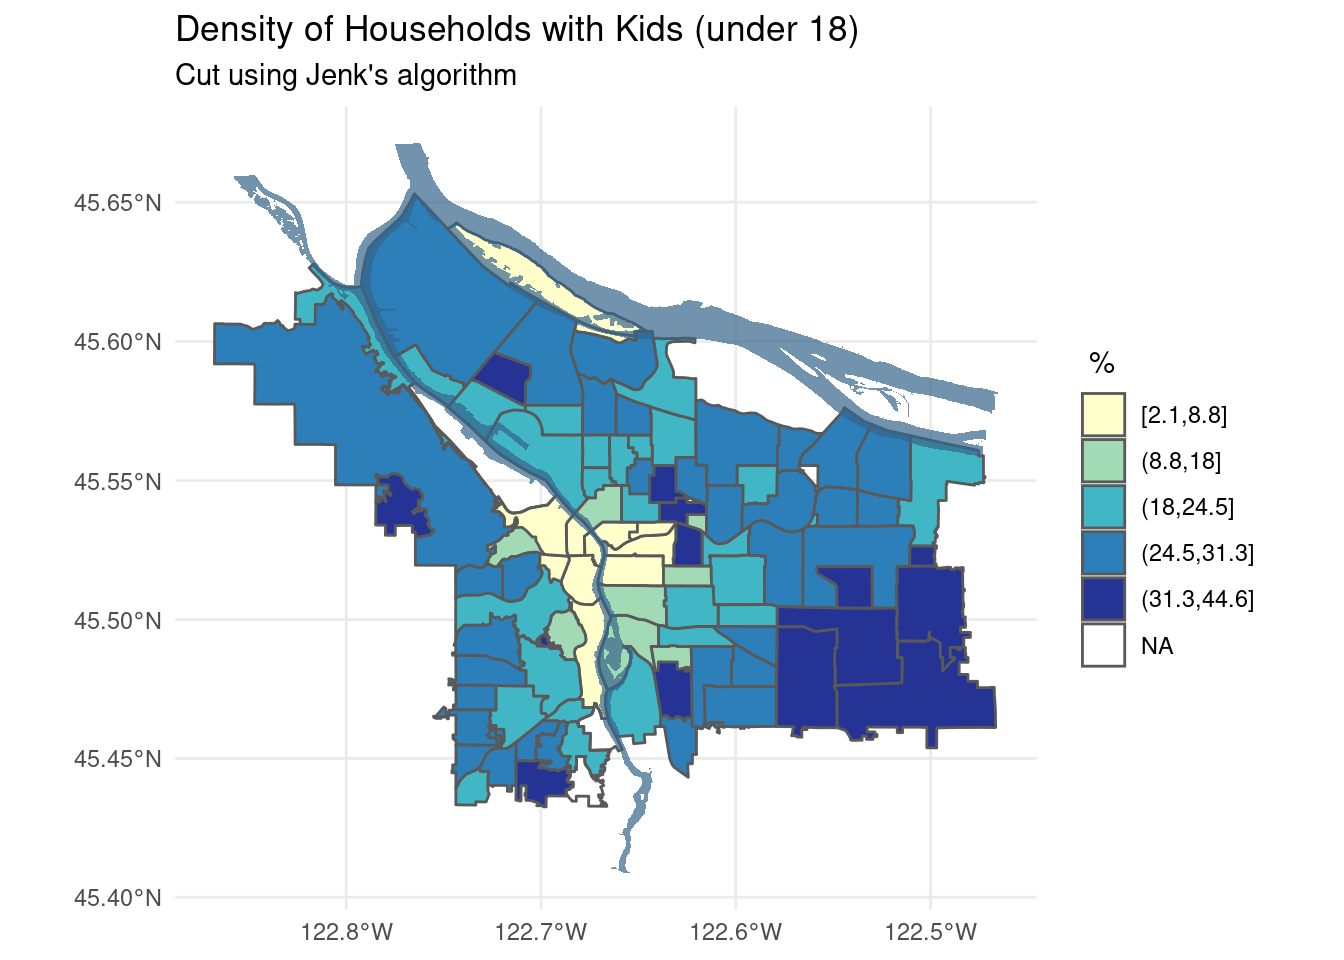 Density of Households with Kids (under 18)
Cut using Jenk's algorithm
45.65°N
45.60°N
45.55°N
45.50°N
45.45°N
45.40°N
122.8°W
122.7°W
122.6°W
122.5°W
%
[2.1,8.8]
(8.8,18]
(18,24.5]
(24.5,31.3]
(31.3,44.6]
NA